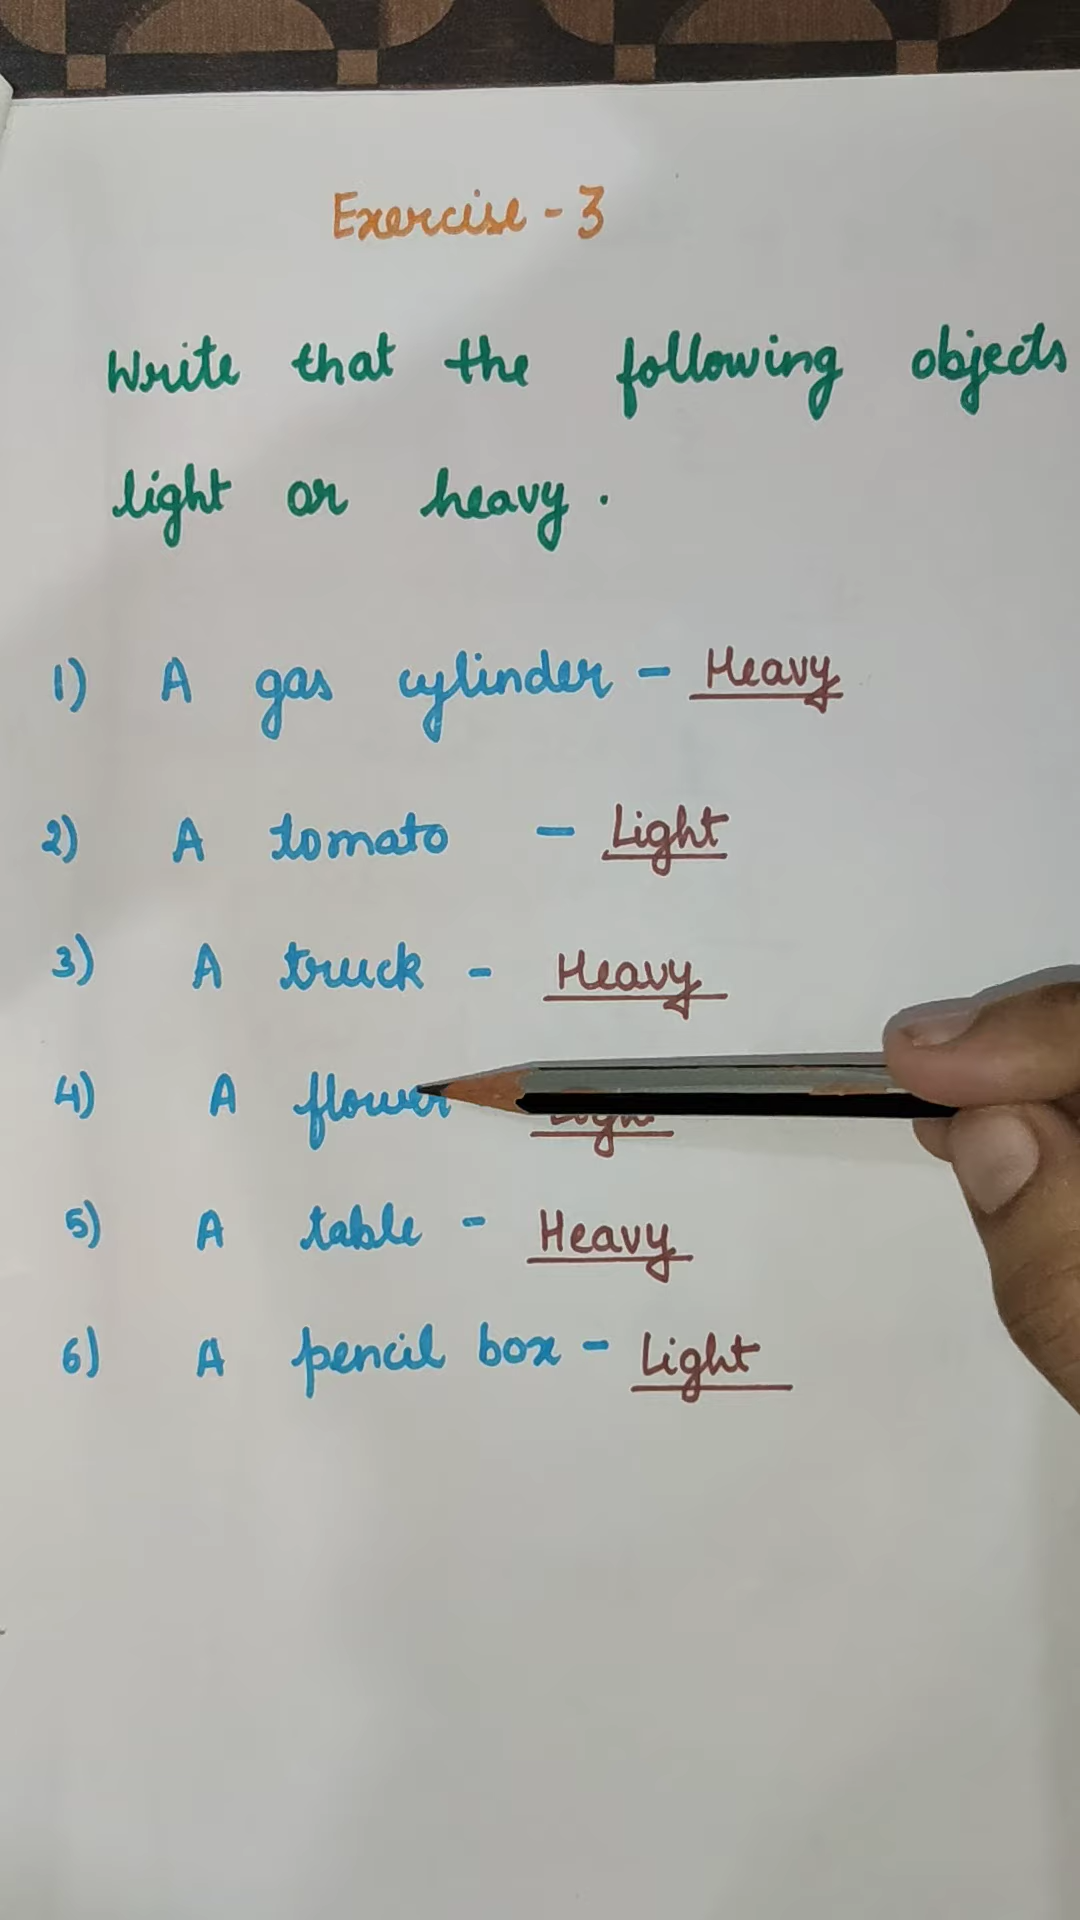 Exercise - 3
Write that the following objects
light or heavy.
1) A gas cylinder - Heavy
2) A tomato - Light
3) A truck - Heavy
4) A flower
5) A table - Heavy
6) A pencil box - Light